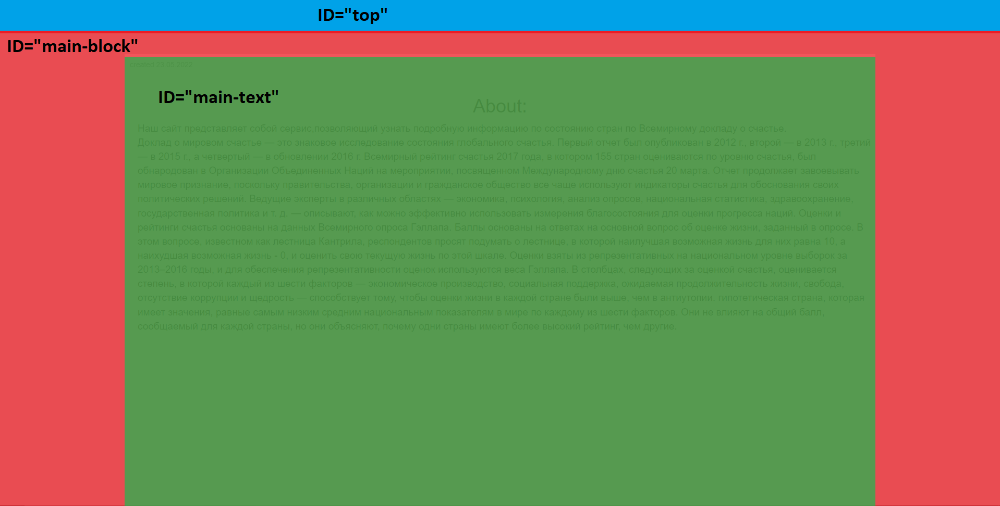 ID="top"
ID="main-block"
created 29.05.2022
ID="main-text"
About:
Наш сайт представляет собой сервис,позволяющий узнать подробную информацию по состоянию стран по Всемирному докладу о счастье.
Доклад о мировом счастье — это знаковое исследование состояния глобального счастья. Первый отчет был опубликован в 2012 г., второй — в 2013 г., третий
— в 2015 г., а четвертый — в обновлении 2016 г. Всемирный рейтинг счастья 2017 года, в котором 155 стран оцениваются по уровню счастья, был
обнародован в Организации Объединенных Наций на мероприятии, посвященном Международному дню счастья 20 марта. Отчет продолжает завоевывать
мировое признание, поскольку правительства, организации и гражданское общество все чаще используют индикаторы счастья для обоснования своих
политических решений. Ведущие эксперты в различных областях — экономика, психология, анализ опросов, национальная статистика, здравоохранение,
государственная политика и т. д. — описывают, как можно эффективно использовать измерения благосостояния для оценки прогресса наций. Оценки и
рейтинги счастья основаны на данных Всемирного опроса Гэллапа. Баллы основаны на ответах на основной вопрос об оценке жизни, заданный в опросе. В
этом вопросе, известном как лестница Кантрила, респондентов просят подумать о лестнице, в которой наилучшая возможная жизнь для них равна 10, а
наихудшая возможная жизнь - 0, и оценить свою текущую жизнь по этой шкале. Оценки взяты из репрезентативных на национальном уровне выборок за
2013–2016 годы, и для обеспечения репрезентативности оценок используются веса Гэллапа. В столбцах, следующих за оценкой счастья, оценивается
степень, в которой каждый из шести факторов — экономическое производство, социальная поддержка, ожидаемая продолжительность жизни, свобода,
отсутствие коррупции и щедрость — способствует тому, чтобы оценки жизни в каждой стране были выше, чем в антиутопии. гипотетическая страна, которая
имеет значения, равные самым низким средним национальным показателям в мире по каждому из шести факторов. Они не влияют на общий балл,
сообщаемый для каждой страны, но они объясняют, почему одни страны имеют более высокий рейтинг, чем другие.